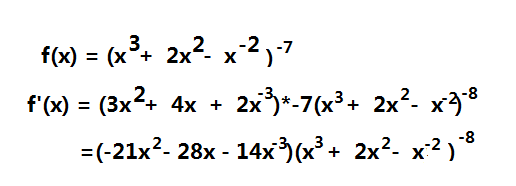 f(x) = (x³+ 2x²- x⁻²)⁻⁷
f'(x) = (3x²+ 4x + 2x⁻³)*-7(x³+ 2x²- x⁻²)⁻⁸
=(-21x²- 28x - 14x⁻³)(x³+ 2x²- x⁻²)⁻⁸